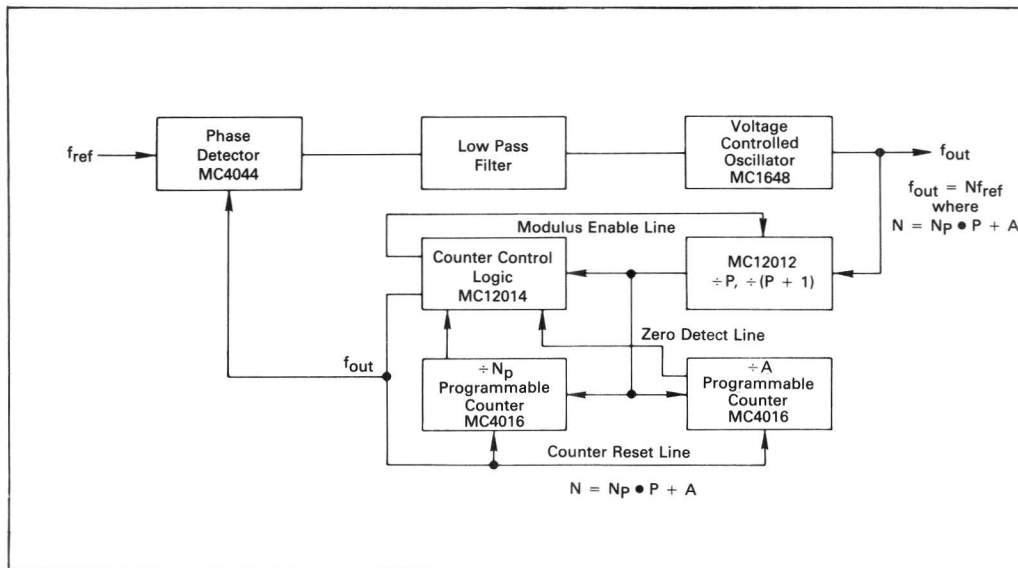 f_ref
Phase
Detector
MC4044
Low Pass
Filter
Voltage
Controlled
Oscillator
MC1648
f_out
f_out = Nf_ref
where
N = N_P ● P + A
Modulus Enable Line
Counter Control
Logic
MC12014
MC12012
÷P, ÷(P + 1)
Zero Detect Line
f_out
÷N_p
Programmable
Counter
MC4016
÷A
Programmable
Counter
MC4016
Counter Reset Line
N = N_P ● P + A